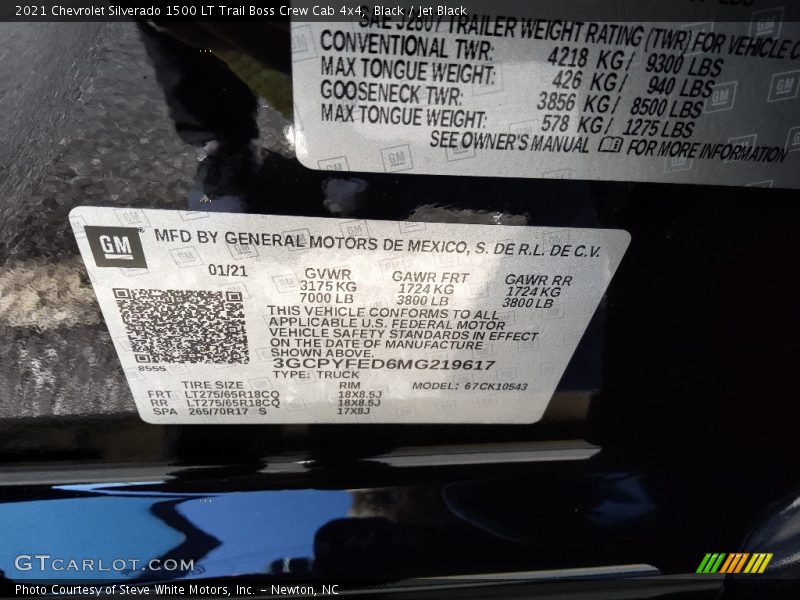 2021 Chevrolet Silverado 1500 LT Trail Boss Crew Cab 4x4, Black / Jet Black
SAE J2807 TRAILER WEIGHT RATING (TWR) FOR VEHICLE
CONVENTIONAL TWR: 4218 KG / 9300 LBS
MAX TONGUE WEIGHT: 426 KG / 940 LBS
GOOSENECK TWR: 3856 KG / 8500 LBS
MAX TONGUE WEIGHT: 578 KG / 1275 LBS
SEE OWNER'S MANUAL FOR MORE INFORMATION
GM MFD BY GENERAL MOTORS DE MEXICO, S. DE R.L. DE C.V.
01/21 GVWR GAWR FRT GAWR RR
3175 KG 1724 KG 1724 KG
7000 LB 3800 LB 3800 LB
THIS VEHICLE CONFORMS TO ALL
APPLICABLE U.S. FEDERAL MOTOR
VEHICLE SAFETY STANDARDS IN EFFECT
ON THE DATE OF MANUFACTURE
SHOWN ABOVE.
8555
3GCPYFED6MG219617
TYPE: TRUCK MODEL: 67CK10543
TIRE SIZE RIM
FRT LT275/65R18CQ 18X8.5J
RR LT275/65R18CQ 18X8.5J
SPA 265/70R17 S 17X8J
GTCARLOT.COM
Photo Courtesy of Steve White Motors, Inc. – Newton, NC